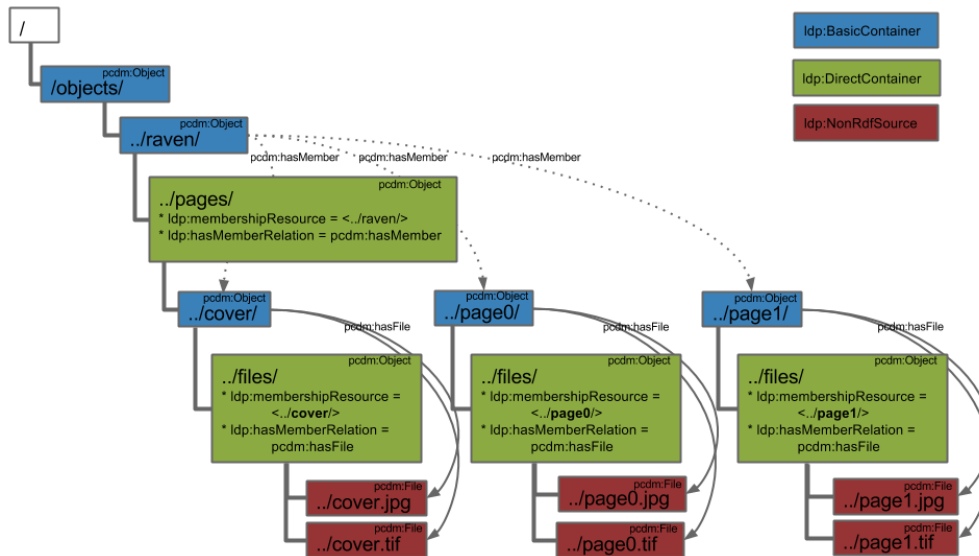 /
pcdm:Object
/objects/
pcdm:Object
../raven/
pcdm:hasMember
pcdm:hasMember
pcdm:hasMember
ldp:BasicContainer
ldp:DirectContainer
ldp:NonRdfSource
pcdm:Object
../pages/
* ldp:membershipResource = <../raven/>
* ldp:hasMemberRelation = pcdm:hasMember
pcdm:Object
../cover/
pcdm:hasFile
pcdm:Object
../files/
* ldp:membershipResource =
<../cover/>
* ldp:hasMemberRelation =
pcdm:hasFile
pcdm:File
../cover.jpg
pcdm:File
../cover.tif
pcdm:Object
../page0/
pcdm:hasFile
pcdm:Object
../files/
* ldp:membershipResource =
<../page0/>
* ldp:hasMemberRelation =
pcdm:hasFile
pcdm:File
../page0.jpg
pcdm:File
../page0.tif
pcdm:Object
../page1/
pcdm:hasFile
pcdm:Object
../files/
* ldp:membershipResource =
<../page1/>
* ldp:hasMemberRelation =
pcdm:hasFile
pcdm:File
../page1.jpg
pcdm:File
../page1.tif